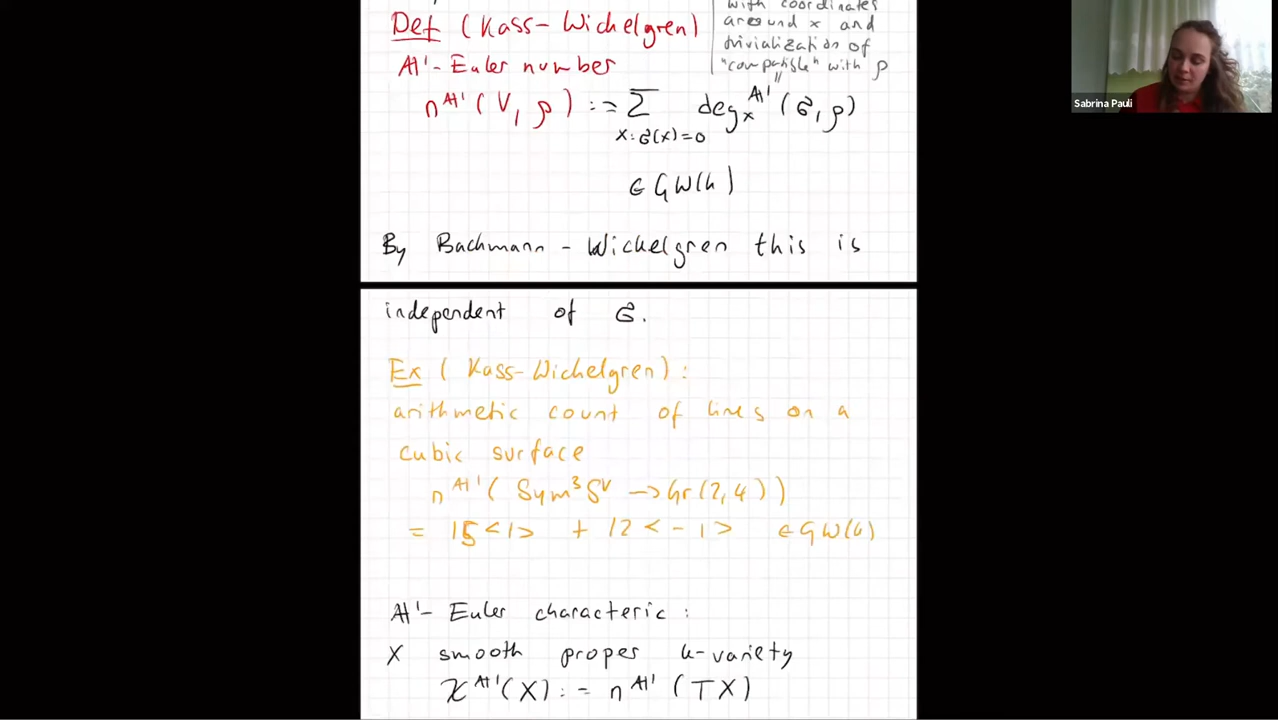 with coordinates
Def (Kass-Wickelgren) around x and
trivialization of
A¹-Euler number "compatible" with ρ
n^A¹(V, ρ) := Σ deg_x^A¹(σ, ρ)
x:σ(x)=0
∈ GW(k)
By Bachmann-Wickelgren this is
independent of σ.
Ex (Kass-Wichelgren):
arithmetic count of lines on a
cubic surface
n^A¹( Sym³S^∨ → Gr(2,4))
= 15<1> + 12<-1> ∈ GW(k)
A¹-Euler characteric:
X smooth proper k-variety
χ^A¹(X) := n^A¹(TX)
Sabrina Pauli